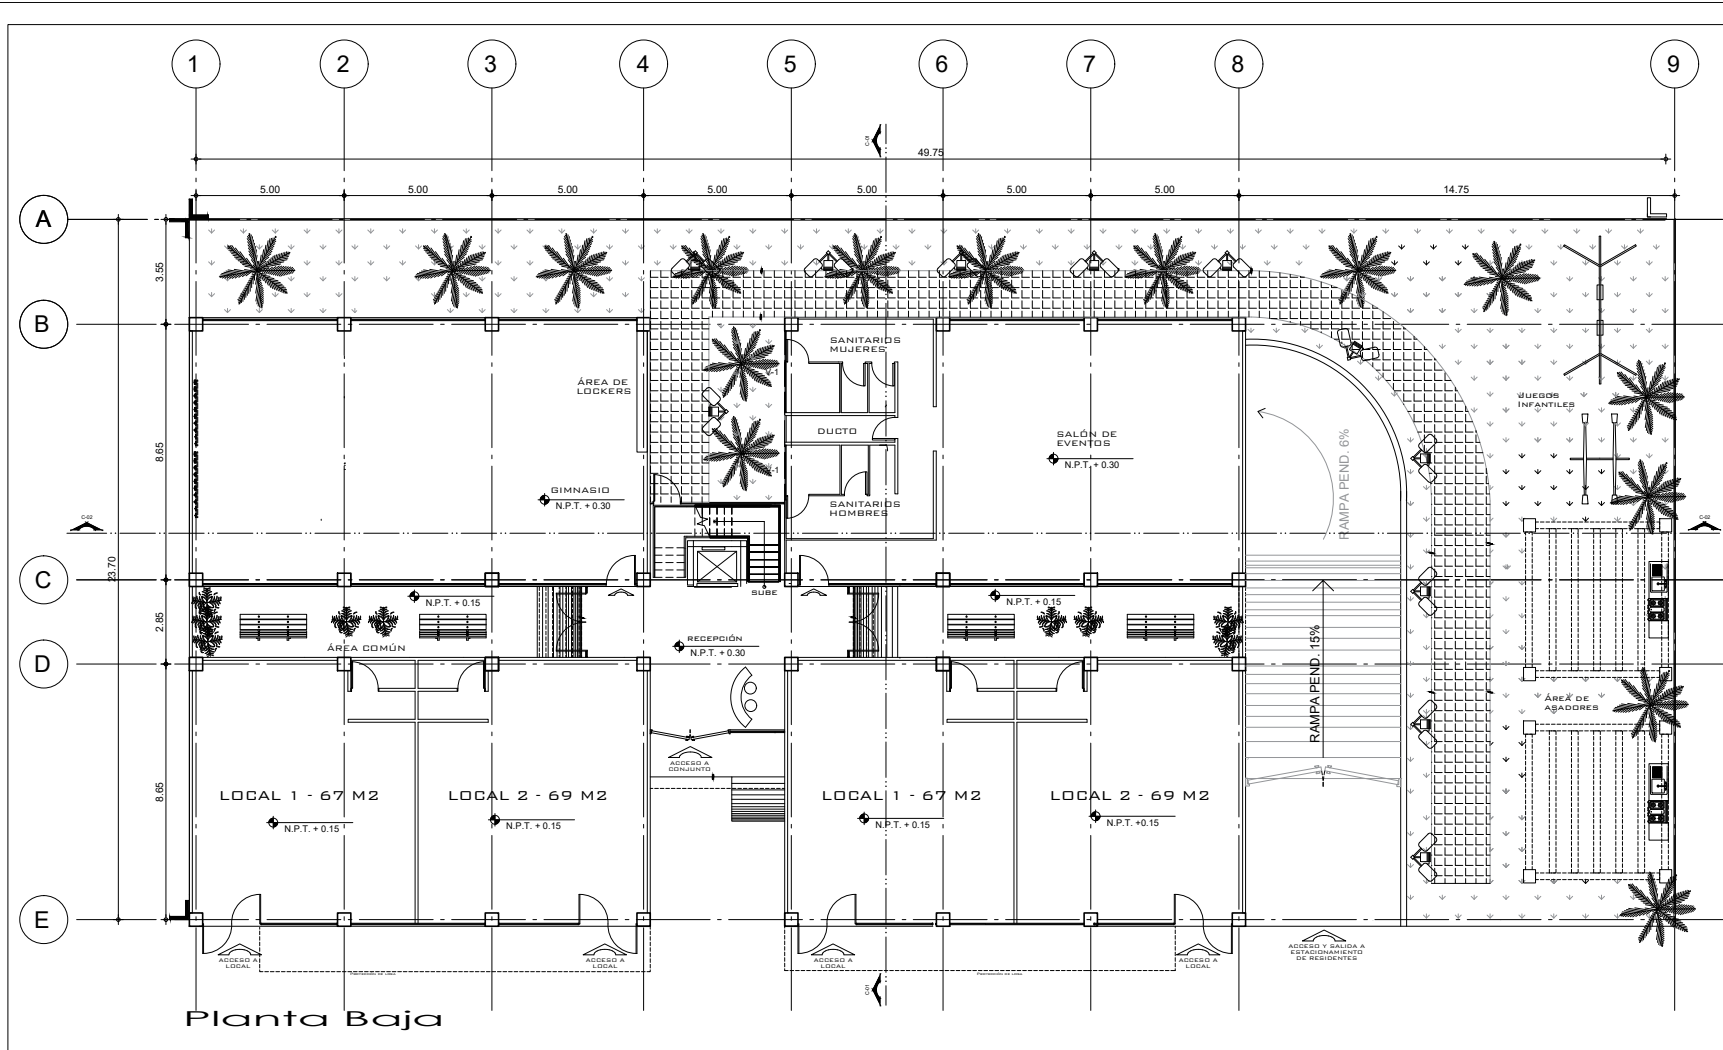 1 2 3 4 5 6 7 8 9
C-01
49.75
5.00 5.00 5.00 5.00 5.00 5.00 5.00 14.75
A
3.55
B
SANITARIOS
MUJERES
ÁREA DE
LOCKERS
V-1
JUEGOS
INFANTILES
DUCTO
SALÓN DE
EVENTOS
N.P.T. + 0.30
8.65
RAMPA PEND. 6%
V-1
GIMNASIO
N.P.T. + 0.30
SANITARIOS
HOMBRES
C-02
C-02
23.70
C
SUBE
N.P.T. + 0.15
N.P.T. + 0.15
2.85
ÁREA COMÚN
RECEPCIÓN
N.P.T. + 0.30
RAMPA PEND. 15%
D
ÁREA DE
ASADORES
ACCESO A
CONJUNTO
8.65
LOCAL 1 - 67 M2
N.P.T. + 0.15
LOCAL 2 - 69 M2
N.P.T. + 0.15
LOCAL 1 - 67 M2
N.P.T. + 0.15
LOCAL 2 - 69 M2
N.P.T. +0.15
E
ACCESO A
LOCAL
ACCESO A
LOCAL
ACCESO A
LOCAL
ACCESO A
LOCAL
ACCESO Y SALIDA A
ESTACIONAMIENTO
DE RESIDENTES
C-01
Planta Baja